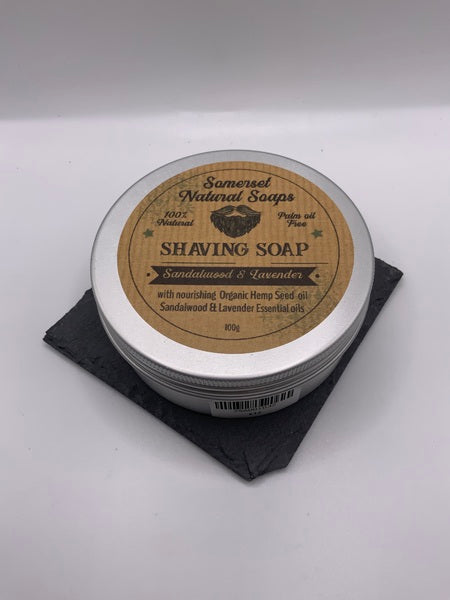 Somerset
Natural Soaps
100%
Natural
Palm oil
Free
SHAVING SOAP
Sandalwood & Lavender
with nourishing Organic Hemp Seed oil
Sandalwood & Lavender Essential oils
100g